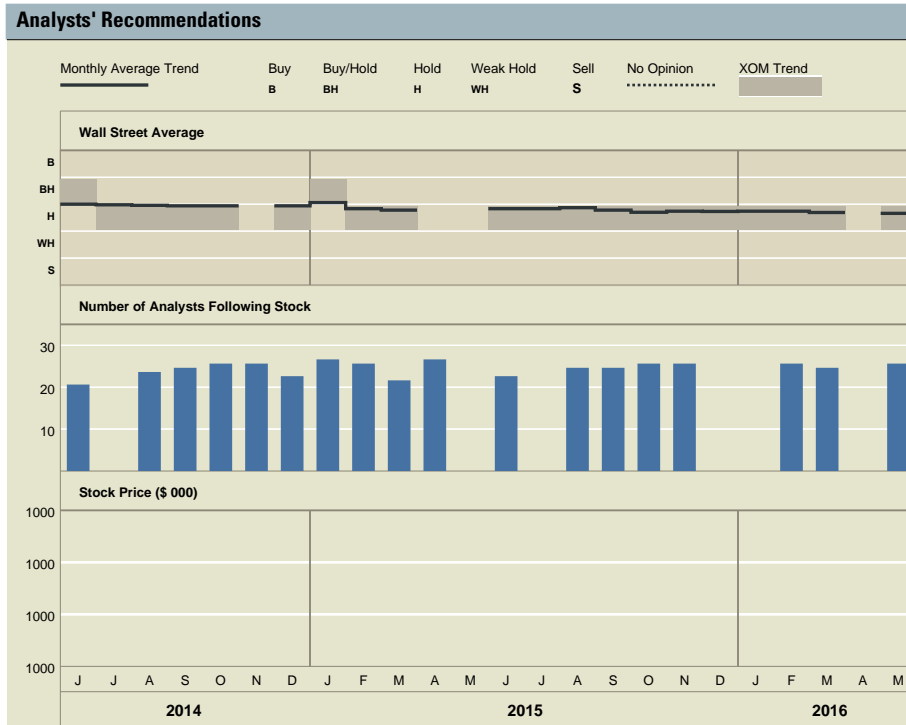 Analysts' Recommendations
Monthly Average Trend Buy Buy/Hold Hold Weak Hold Sell No Opinion XOM Trend
B BH H WH S
Wall Street Average
B
BH
H
WH
S
Number of Analysts Following Stock
30
20
10
Stock Price ($ 000)
1000
1000
1000
1000
J J A S O N D J F M A M J J A S O N D J F M A M
2014 2015 2016